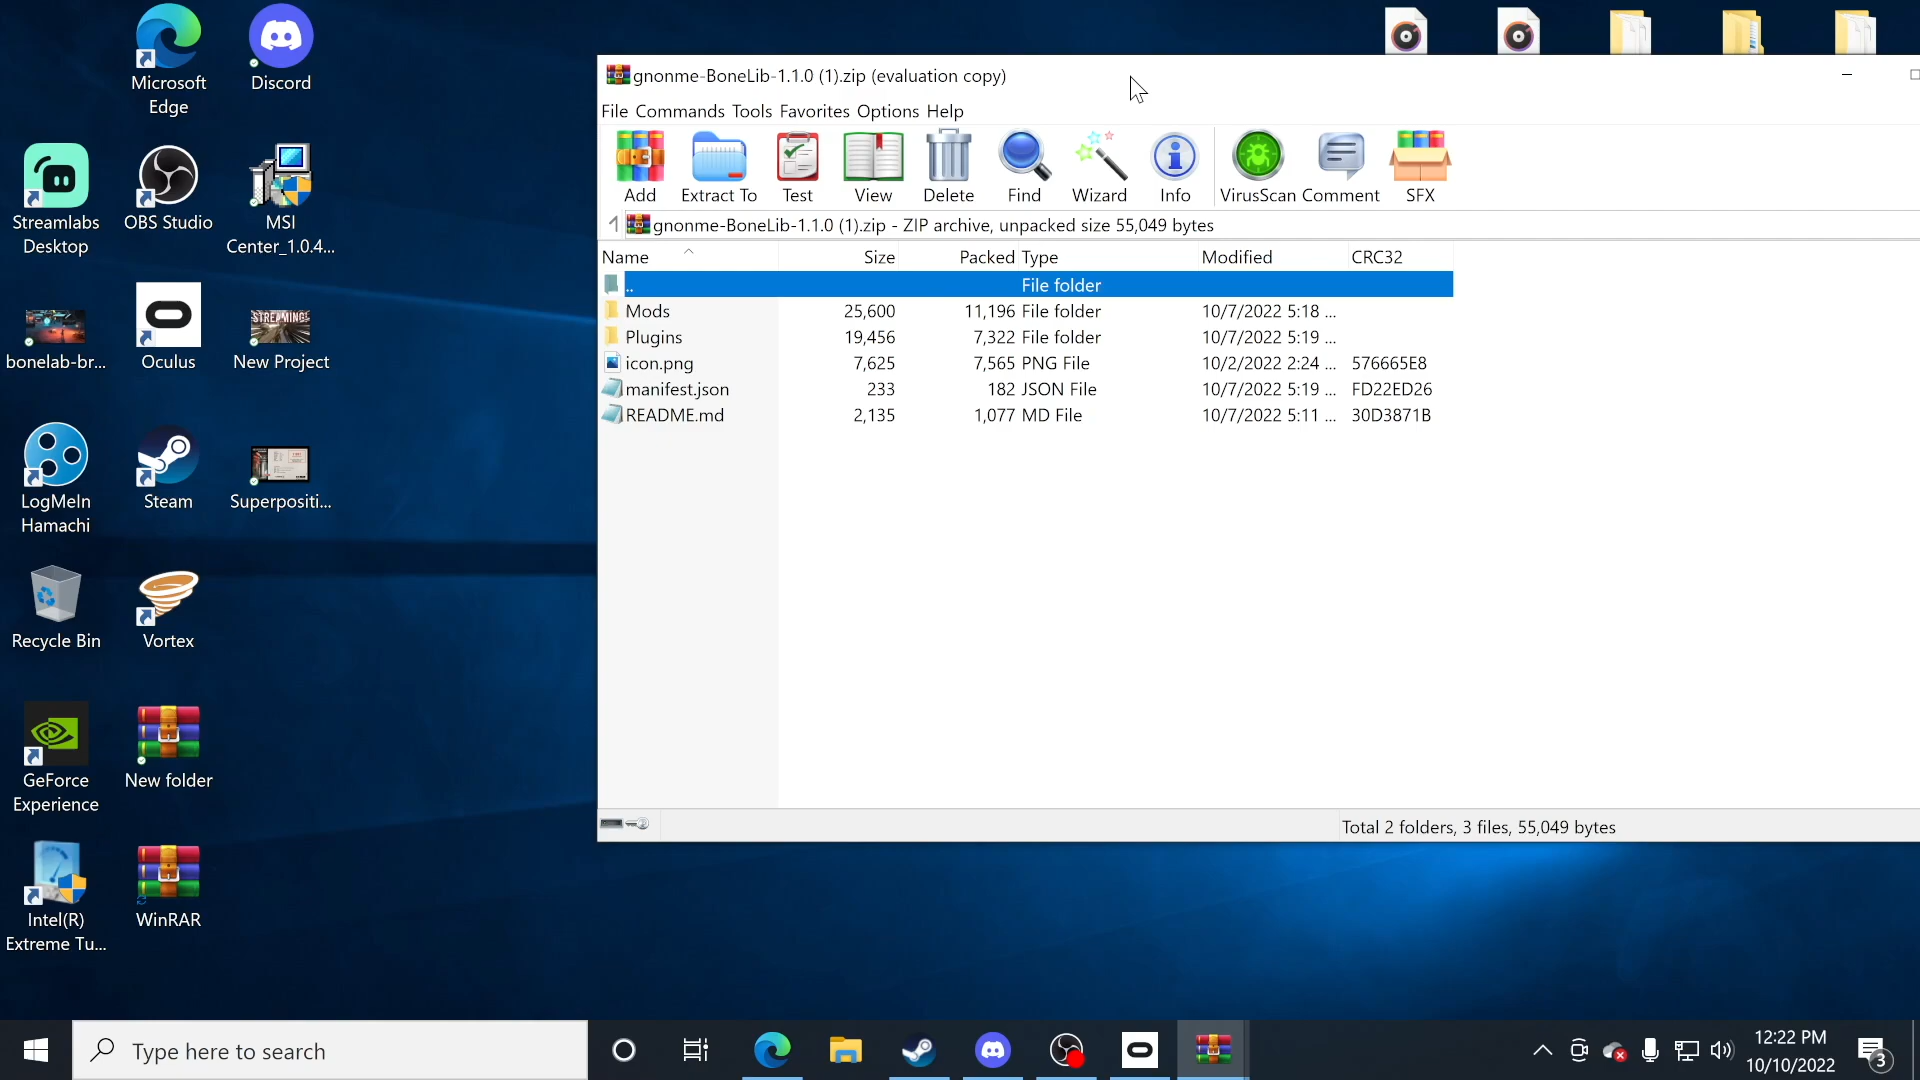 Microsoft
Edge
Discord
Streamlabs
Desktop
OBS Studio
MSI
Center_1.0.4...
bonelab-br...
Oculus
STREAMING!
New Project
LogMeIn
Hamachi
Steam
Superpositi...
Recycle Bin
Vortex
GeForce
Experience
New folder
Intel(R)
Extreme Tu...
WinRAR
gnonme-BoneLib-1.1.0 (1).zip (evaluation copy)
File Commands Tools Favorites Options Help
Add Extract To Test View Delete Find Wizard Info VirusScan Comment SFX
gnonme-BoneLib-1.1.0 (1).zip - ZIP archive, unpacked size 55,049 bytes
Name Size Packed Type Modified CRC32
.. File folder
Mods 25,600 11,196 File folder 10/7/2022 5:18 ...
Plugins 19,456 7,322 File folder 10/7/2022 5:19 ...
icon.png 7,625 7,565 PNG File 10/2/2022 2:24 ... 576665E8
manifest.json 233 182 JSON File 10/7/2022 5:19 ... FD22ED26
README.md 2,135 1,077 MD File 10/7/2022 5:11 ... 30D3871B
Total 2 folders, 3 files, 55,049 bytes
Type here to search
12:22 PM
10/10/2022
3